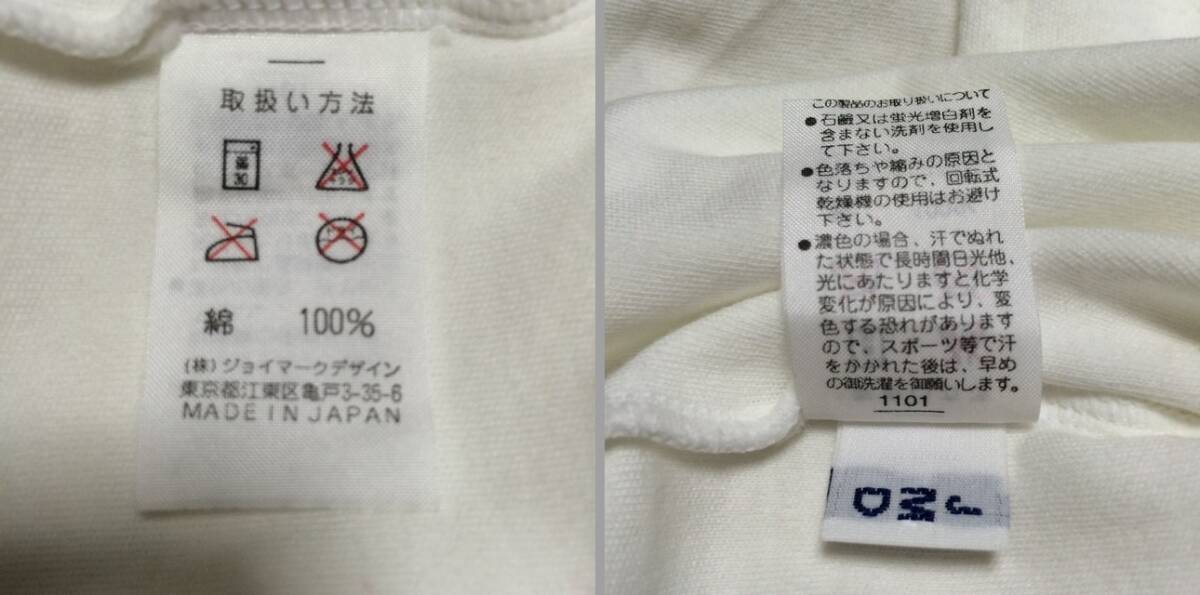 取扱い方法
弱
30
綿 100%
(株)ジョイマークデザイン
東京都江東区亀戸3-35-6
MADE IN JAPAN
この製品のお取り扱いについて
●石鹸又は蛍光増白剤を
含まない洗剤を使用し
て下さい。
●色落ちや縮みの原因と
なりますので、回転式
乾燥機の使用はお避け
下さい。
●濃色の場合、汗でぬれ
た状態で長時間日光他、
光にあたりますと化学
変化が原因により、変
色する恐れがあります
ので、スポーツ等で汗
をかかれた後は、早め
の御洗濯を御願いします。
1101
JMD